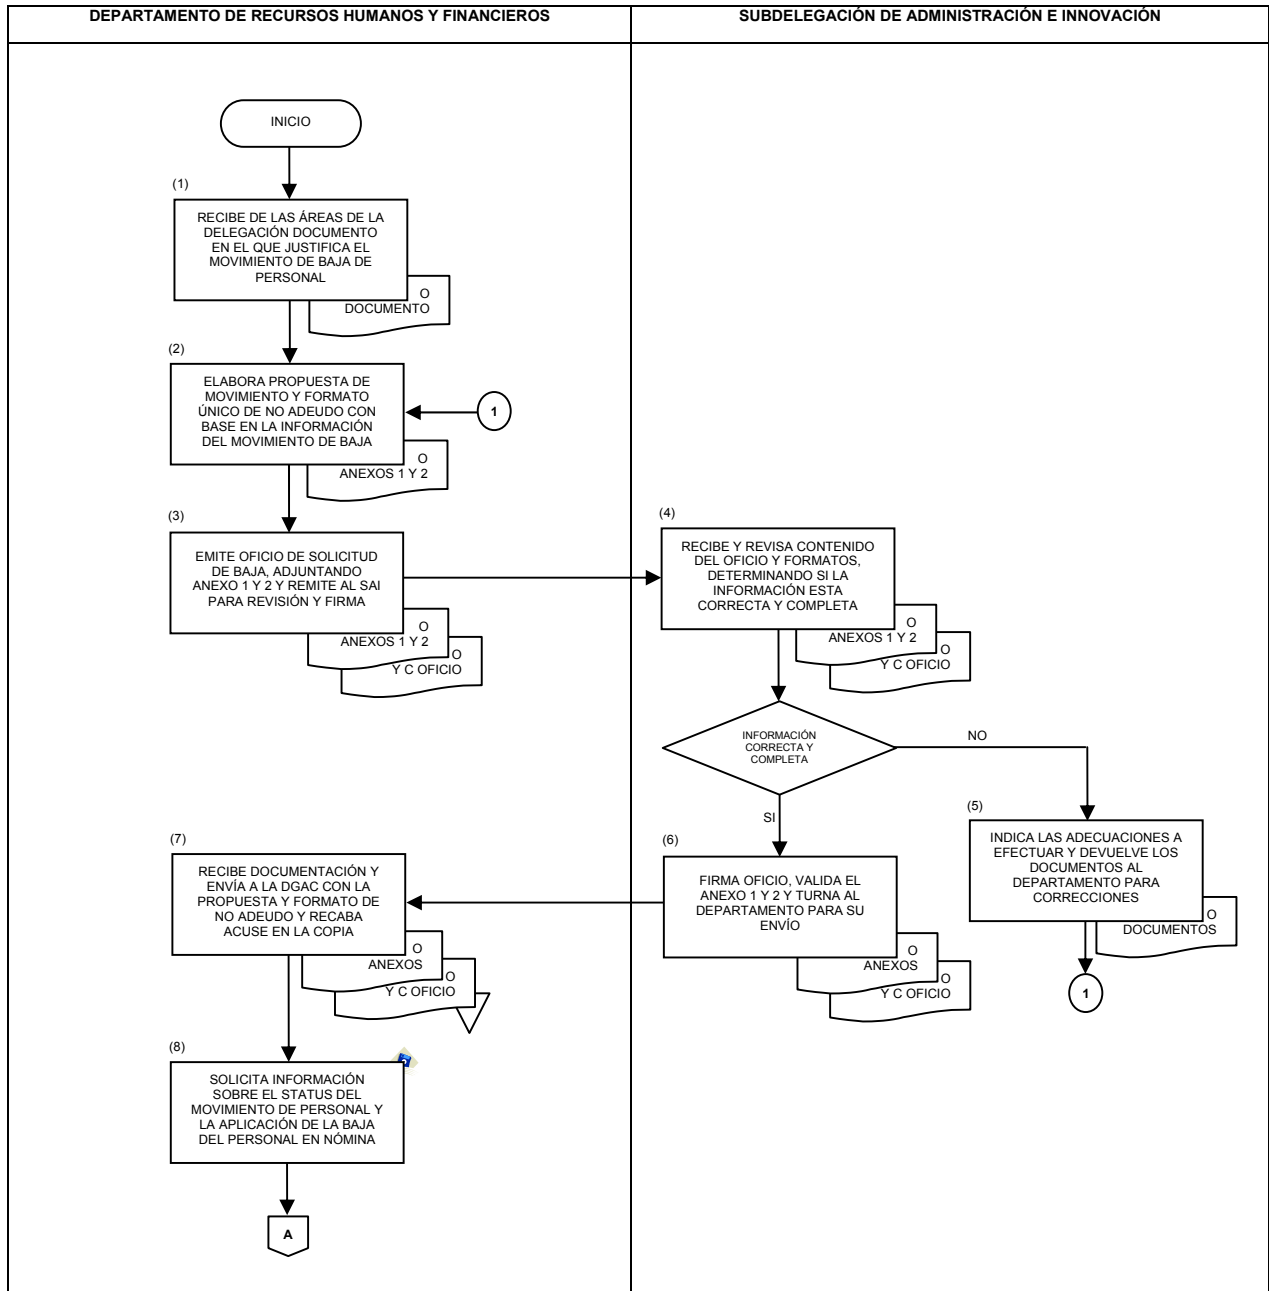 DEPARTAMENTO DE RECURSOS HUMANOS Y FINANCIEROS
SUBDELEGACIÓN DE ADMINISTRACIÓN E INNOVACIÓN
INICIO
(1)
RECIBE DE LAS ÁREAS DE LA
DELEGACIÓN DOCUMENTO
EN EL QUE JUSTIFICA EL
MOVIMIENTO DE BAJA DE
PERSONAL
O
DOCUMENTO
(2)
ELABORA PROPUESTA DE
MOVIMIENTO Y FORMATO
ÚNICO DE NO ADEUDO CON
BASE EN LA INFORMACIÓN
DEL MOVIMIENTO DE BAJA
1
O
ANEXOS 1 Y 2
(3)
EMITE OFICIO DE SOLICITUD
DE BAJA, ADJUNTANDO
ANEXO 1 Y 2 Y REMITE AL SAI
PARA REVISIÓN Y FIRMA
O
ANEXOS 1 Y 2
O
Y C OFICIO
(4)
RECIBE Y REVISA CONTENIDO
DEL OFICIO Y FORMATOS,
DETERMINANDO SI LA
INFORMACIÓN ESTA
CORRECTA Y COMPLETA
O
ANEXOS 1 Y 2
O
Y C OFICIO
INFORMACIÓN
CORRECTA Y
COMPLETA
NO
SI
(5)
INDICA LAS ADECUACIONES A
EFECTUAR Y DEVUELVE LOS
DOCUMENTOS AL
DEPARTAMENTO PARA
CORRECCIONES
O
DOCUMENTOS
1
(6)
FIRMA OFICIO, VALIDA EL
ANEXO 1 Y 2 Y TURNA AL
DEPARTAMENTO PARA SU
ENVÍO
O
ANEXOS
O
Y C OFICIO
(7)
RECIBE DOCUMENTACIÓN Y
ENVÍA A LA DGAC CON LA
PROPUESTA Y FORMATO DE
NO ADEUDO Y RECABA
ACUSE EN LA COPIA
O
ANEXOS
O
Y C OFICIO
(8)
SOLICITA INFORMACIÓN
SOBRE EL STATUS DEL
MOVIMIENTO DE PERSONAL Y
LA APLICACIÓN DE LA BAJA
DEL PERSONAL EN NÓMINA
A